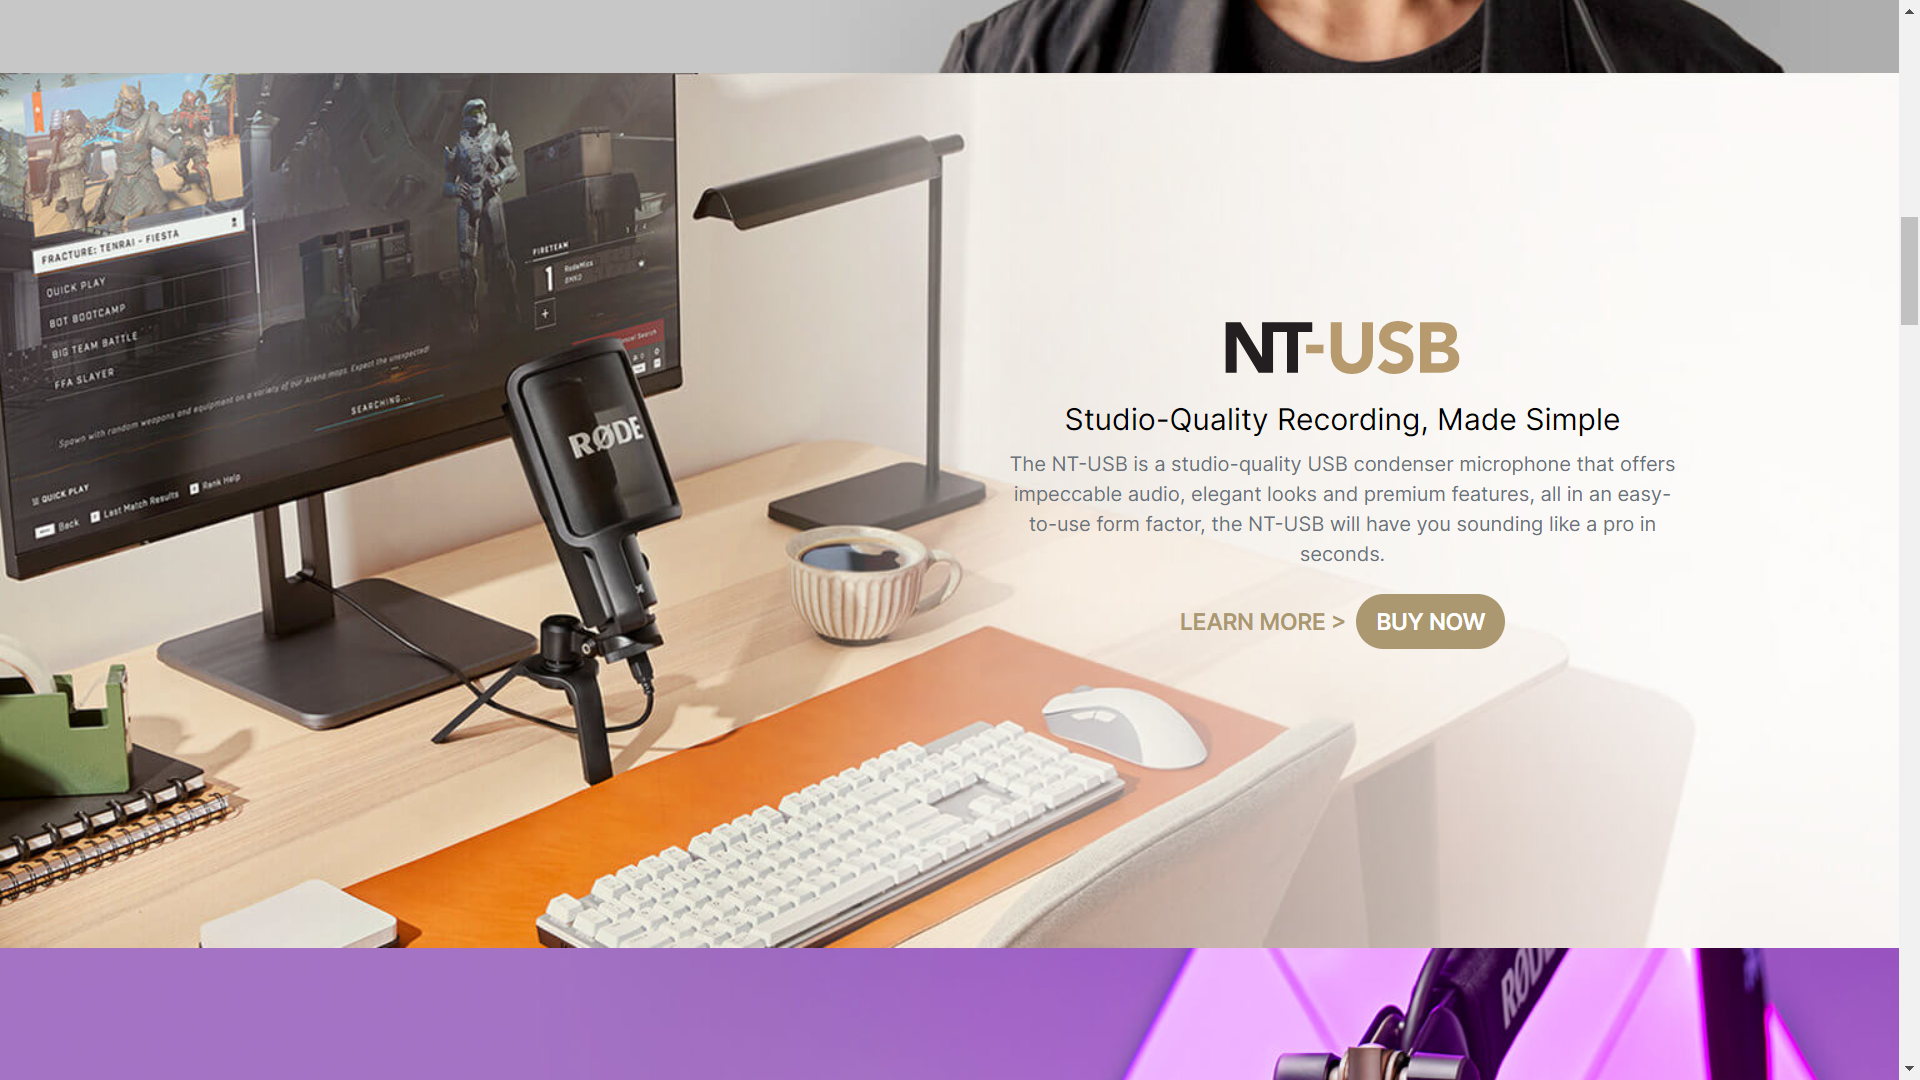 FRACTURE: TENRAI - FIESTA
QUICK PLAY
BOT BOOTCAMP
BIG TEAM BATTLE
FFA SLAYER
Spawn with random weapons and equipment on a variety of our Arena maps. Expect the unexpected!
SEARCHING...
FIRETEAM
1
RodeMics
+
Cancel Search
QUICK PLAY
Back
Last Match Results
Rank Help
RØDE
NT-USB
Studio-Quality Recording, Made Simple
The NT-USB is a studio-quality USB condenser microphone that offers
impeccable audio, elegant looks and premium features, all in an easy-
to-use form factor, the NT-USB will have you sounding like a pro in
seconds.
LEARN MORE >
BUY NOW
RØDE